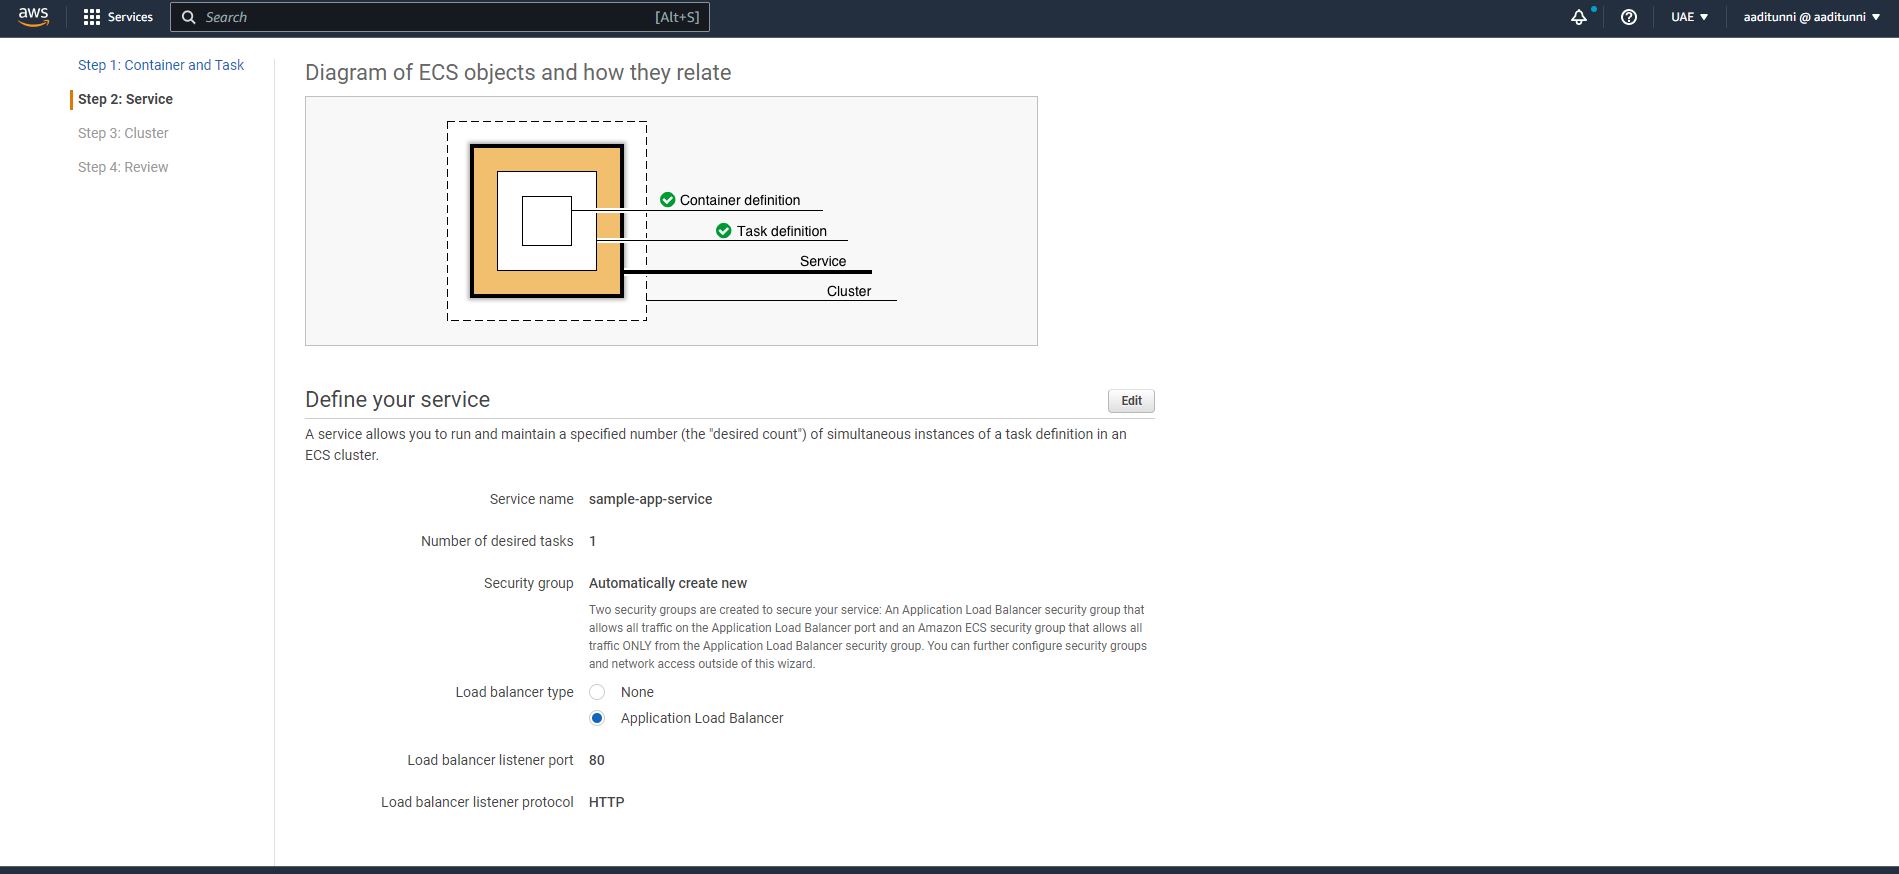 aws Services Search [Alt+S] UAE ▼ aaditunni @ aaditunni ▼
Step 1: Container and Task
Step 2: Service
Step 3: Cluster
Step 4: Review
Diagram of ECS objects and how they relate
Container definition
Task definition
Service
Cluster
Define your service Edit
A service allows you to run and maintain a specified number (the "desired count") of simultaneous instances of a task definition in an
ECS cluster.
Service name sample-app-service
Number of desired tasks 1
Security group Automatically create new
Two security groups are created to secure your service: An Application Load Balancer security group that
allows all traffic on the Application Load Balancer port and an Amazon ECS security group that allows all
traffic ONLY from the Application Load Balancer security group. You can further configure security groups
and network access outside of this wizard.
Load balancer type None
Application Load Balancer
Load balancer listener port 80
Load balancer listener protocol HTTP